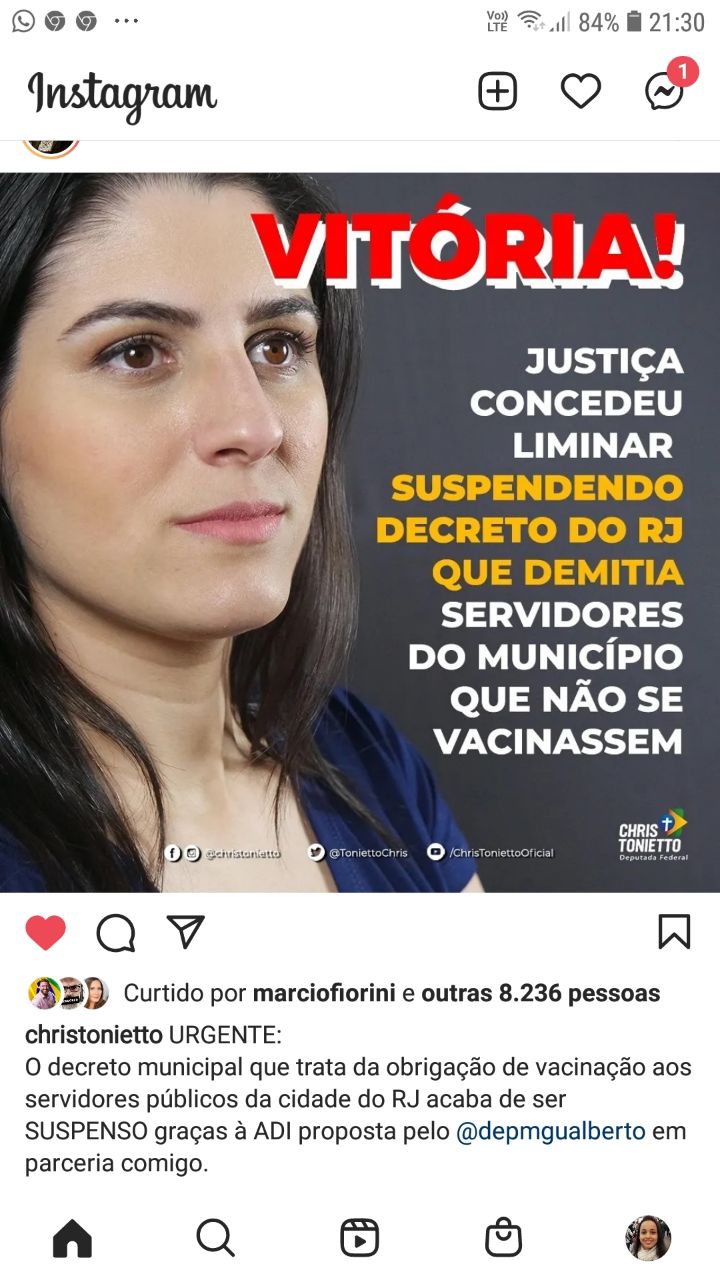 Vo))
LTE
84%
21:30
Instagram
1
VITÓRIA!
JUSTIÇA
CONCEDEU
LIMINAR
SUSPENDENDO
DECRETO DO RJ
QUE DEMITIA
SERVIDORES
DO MUNICÍPIO
QUE NÃO SE
VACINASSEM
CHRIS
TONIETTO
Deputada Federal
@christonietto
@ToniettoChris
/ChrisToniettoOficial
Curtido por marciofiorini e outras 8.236 pessoas
christonietto URGENTE:
O decreto municipal que trata da obrigação de vacinação aos
servidores públicos da cidade do RJ acaba de ser
SUSPENSO graças à ADI proposta pelo @depmgualberto em
parceria comigo.